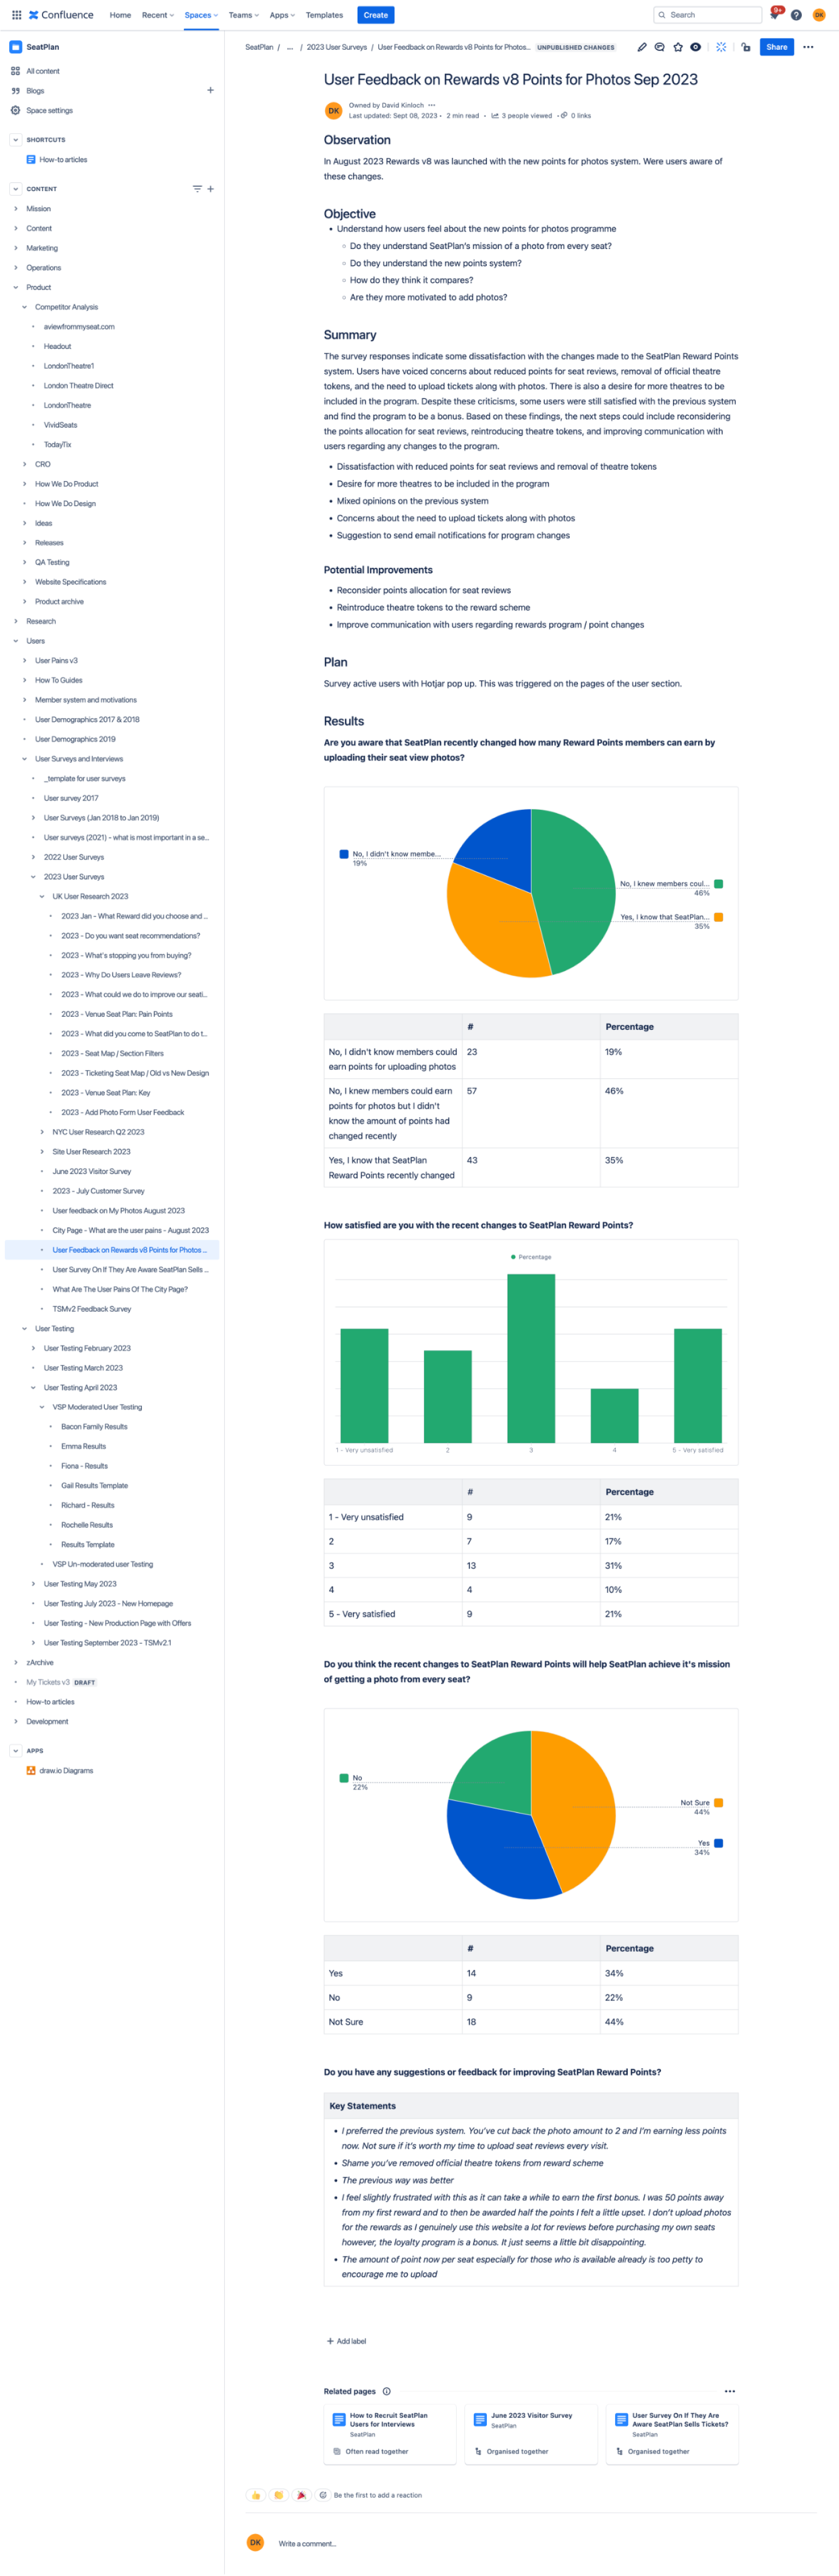 Confluence
Home
Recent
Spaces
Teams
Apps
Templates
Create
Search
9+
DK
SeatPlan
All content
Blogs
Space settings
SHORTCUTS
How-to articles
CONTENT
Mission
Content
Marketing
Operations
Product
Competitor Analysis
aviewfrommyseat.com
Headout
LondonTheatre1
London Theatre Direct
LondonTheatre
VividSeats
TodayTix
CRO
How We Do Product
How We Do Design
Ideas
Releases
QA Testing
Website Specifications
Product archive
Research
Users
User Pains v3
How To Guides
Member system and motivations
User Demographics 2017 & 2018
User Demographics 2019
User Surveys and Interviews
_template for user surveys
User survey 2017
User Surveys (Jan 2018 to Jan 2019)
User surveys (2021) – what is most important in a se...
2022 User Surveys
2023 User Surveys
UK User Research 2023
2023 Jan - What Reward did you choose and ...
2023 - Do you want seat recommendations?
2023 - What's stopping you from buying?
2023 - Why Do Users Leave Reviews?
2023 - What could we do to improve our seati...
2023 - Venue Seat Plan: Pain Points
2023 - What did you come to SeatPlan to do t...
2023 - Seat Map / Section Filters
2023 - Ticketing Seat Map / Old vs New Design
2023 - Venue Seat Plan: Key
2023 - Add Photo Form User Feedback
NYC User Research Q2 2023
Site User Research 2023
June 2023 Visitor Survey
2023 - July Customer Survey
User feedback on My Photos August 2023
City Page - What are the user pains - August 2023
User Feedback on Rewards v8 Points for Photos ...
User Survey On If They Are Aware SeatPlan Sells ...
What Are The User Pains Of The City Page?
TSMv2 Feedback Survey
User Testing
User Testing February 2023
User Testing March 2023
User Testing April 2023
VSP Moderated User Testing
Bacon Family Results
Emma Results
Fiona - Results
Gail Results Template
Richard - Results
Rochelle Results
Results Template
VSP Un-moderated user Testing
User Testing May 2023
User Testing July 2023 - New Homepage
User Testing - New Production Page with Offers
User Testing September 2023 - TSMv2.1
zArchive
My Tickets v3 DRAFT
How-to articles
Development
APPS
draw.io Diagrams
SeatPlan / ... / 2023 User Surveys / User Feedback on Rewards v8 Points for Photos... UNPUBLISHED CHANGES
Share
User Feedback on Rewards v8 Points for Photos Sep 2023
DK
Owned by David Kinloch
Last updated: Sept 08, 2023 • 2 min read • 3 people viewed • 0 links
Observation
In August 2023 Rewards v8 was launched with the new points for photos system. Were users aware of
these changes.
Objective
• Understand how users feel about the new points for photos programme
Do they understand SeatPlan's mission of a photo from every seat?
Do they understand the new points system?
How do they think it compares?
Are they more motivated to add photos?
Summary
The survey responses indicate some dissatisfaction with the changes made to the SeatPlan Reward Points
system. Users have voiced concerns about reduced points for seat reviews, removal of official theatre
tokens, and the need to upload tickets along with photos. There is also a desire for more theatres to be
included in the program. Despite these criticisms, some users were still satisfied with the previous system
and find the program to be a bonus. Based on these findings, the next steps could include reconsidering
the points allocation for seat reviews, reintroducing theatre tokens, and improving communication with
users regarding any changes to the program.
• Dissatisfaction with reduced points for seat reviews and removal of theatre tokens
• Desire for more theatres to be included in the program
• Mixed opinions on the previous system
• Concerns about the need to upload tickets along with photos
• Suggestion to send email notifications for program changes
Potential Improvements
• Reconsider points allocation for seat reviews
• Reintroduce theatre tokens to the reward scheme
• Improve communication with users regarding rewards program / point changes
Plan
Survey active users with Hotjar pop up. This was triggered on the pages of the user section.
Results
Are you aware that SeatPlan recently changed how many Reward Points members can earn by
uploading their seat view photos?
No, I didn't know membe...
19%
No, I knew members coul...
46%
Yes, I know that SeatPlan...
35%
# Percentage
No, I didn't know members could 23 19%
earn points for uploading photos
No, I knew members could earn 57 46%
points for photos but I didn't
know the amount of points had
changed recently
Yes, I know that SeatPlan 43 35%
Reward Points recently changed
How satisfied are you with the recent changes to SeatPlan Reward Points?
Percentage
1 - Very unsatisfied 2 3 4 5 - Very satisfied
# Percentage
1 - Very unsatisfied 9 21%
2 7 17%
3 13 31%
4 4 10%
5 - Very satisfied 9 21%
Do you think the recent changes to SeatPlan Reward Points will help SeatPlan achieve it's mission
of getting a photo from every seat?
No
22%
Not Sure
44%
Yes
34%
# Percentage
Yes 14 34%
No 9 22%
Not Sure 18 44%
Do you have any suggestions or feedback for improving SeatPlan Reward Points?
Key Statements
• I preferred the previous system. You've cut back the photo amount to 2 and I'm earning less points
now. Not sure if it's worth my time to upload seat reviews every visit.
• Shame you've removed official theatre tokens from reward scheme
• The previous way was better
• I feel slightly frustrated with this as it can take a while to earn the first bonus. I was 50 points away
from my first reward and to then be awarded half the points I felt a little upset. I don't upload photos
for the rewards as I genuinely use this website a lot for reviews before purchasing my own seats
however, the loyalty program is a bonus. It just seems a little bit disappointing.
• The amount of point now per seat especially for those who is available already is too petty to
encourage me to upload
Add label
Related pages
How to Recruit SeatPlan
Users for Interviews
SeatPlan
Often read together
June 2023 Visitor Survey
SeatPlan
Organised together
User Survey On If They Are
Aware SeatPlan Sells Tickets?
SeatPlan
Organised together
Be the first to add a reaction
DK
Write a comment...